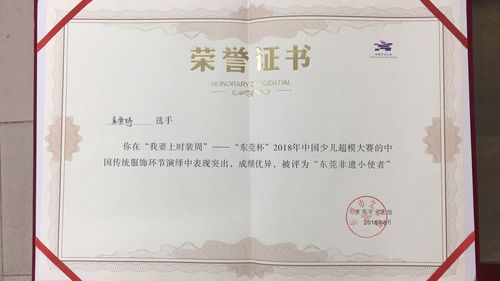 荣誉证书
HONORARY CREDENTIAL
选手
你在“我要上时装周”——“东莞杯”2018年中国少儿超模大赛的中
国传统服饰环节演绎中表现突出，成绩优异，被评为“东莞非遗小使者”